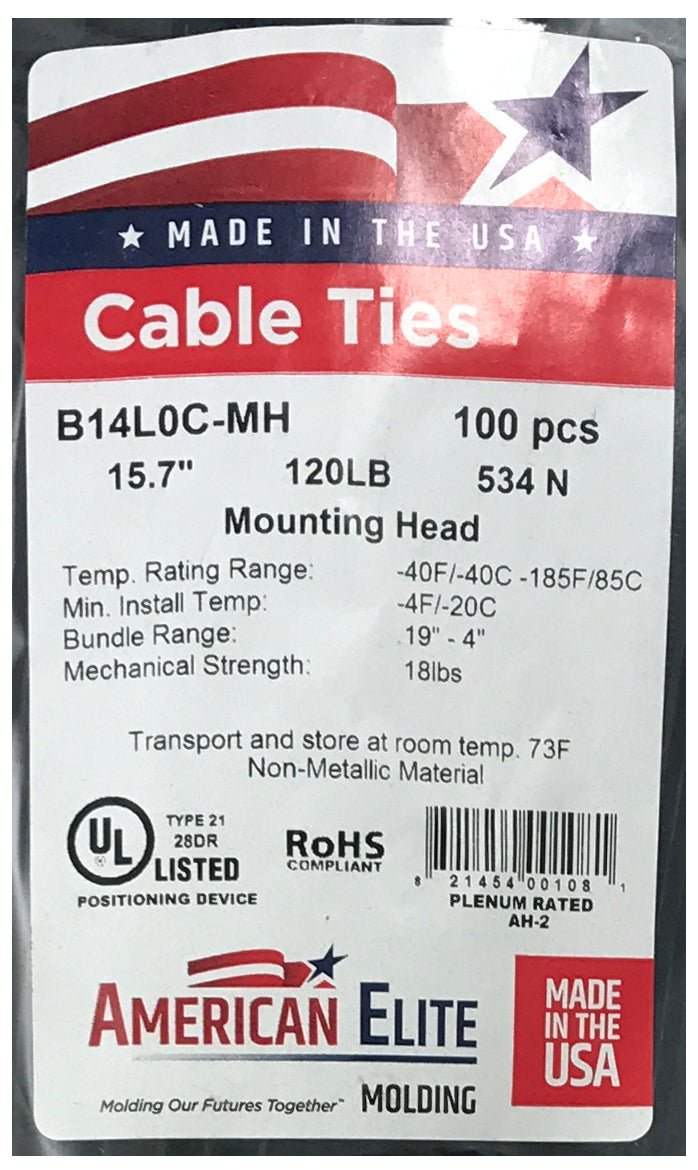 ★ MADE IN THE USA ★
Cable Ties
B14L0C-MH 100 pcs
15.7" 120LB 534 N
Mounting Head
Temp. Rating Range: -40F/-40C -185F/85C
Min. Install Temp: -4F/-20C
Bundle Range: .19" - 4"
Mechanical Strength: 18lbs
Transport and store at room temp. 73F
Non-Metallic Material
UL
TYPE 21
28DR
LISTED
POSITIONING DEVICE
RoHS
COMPLIANT
8 21454 00108 1
PLENUM RATED
AH-2
AMERICAN ELITE
Molding Our Futures Together™ MOLDING
MADE
IN THE
USA